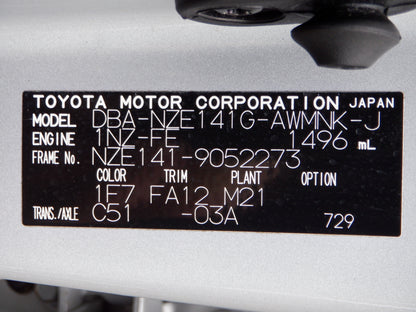 TOYOTA MOTOR CORPORATION JAPAN
MODEL DBA-NZE141G-AWMNK-J
ENGINE 1NZ-FE 1496 mL
FRAME No. NZE141-9052273
COLOR TRIM PLANT OPTION
1F7 FA12 M21
TRANS./AXLE C51 -03A 729